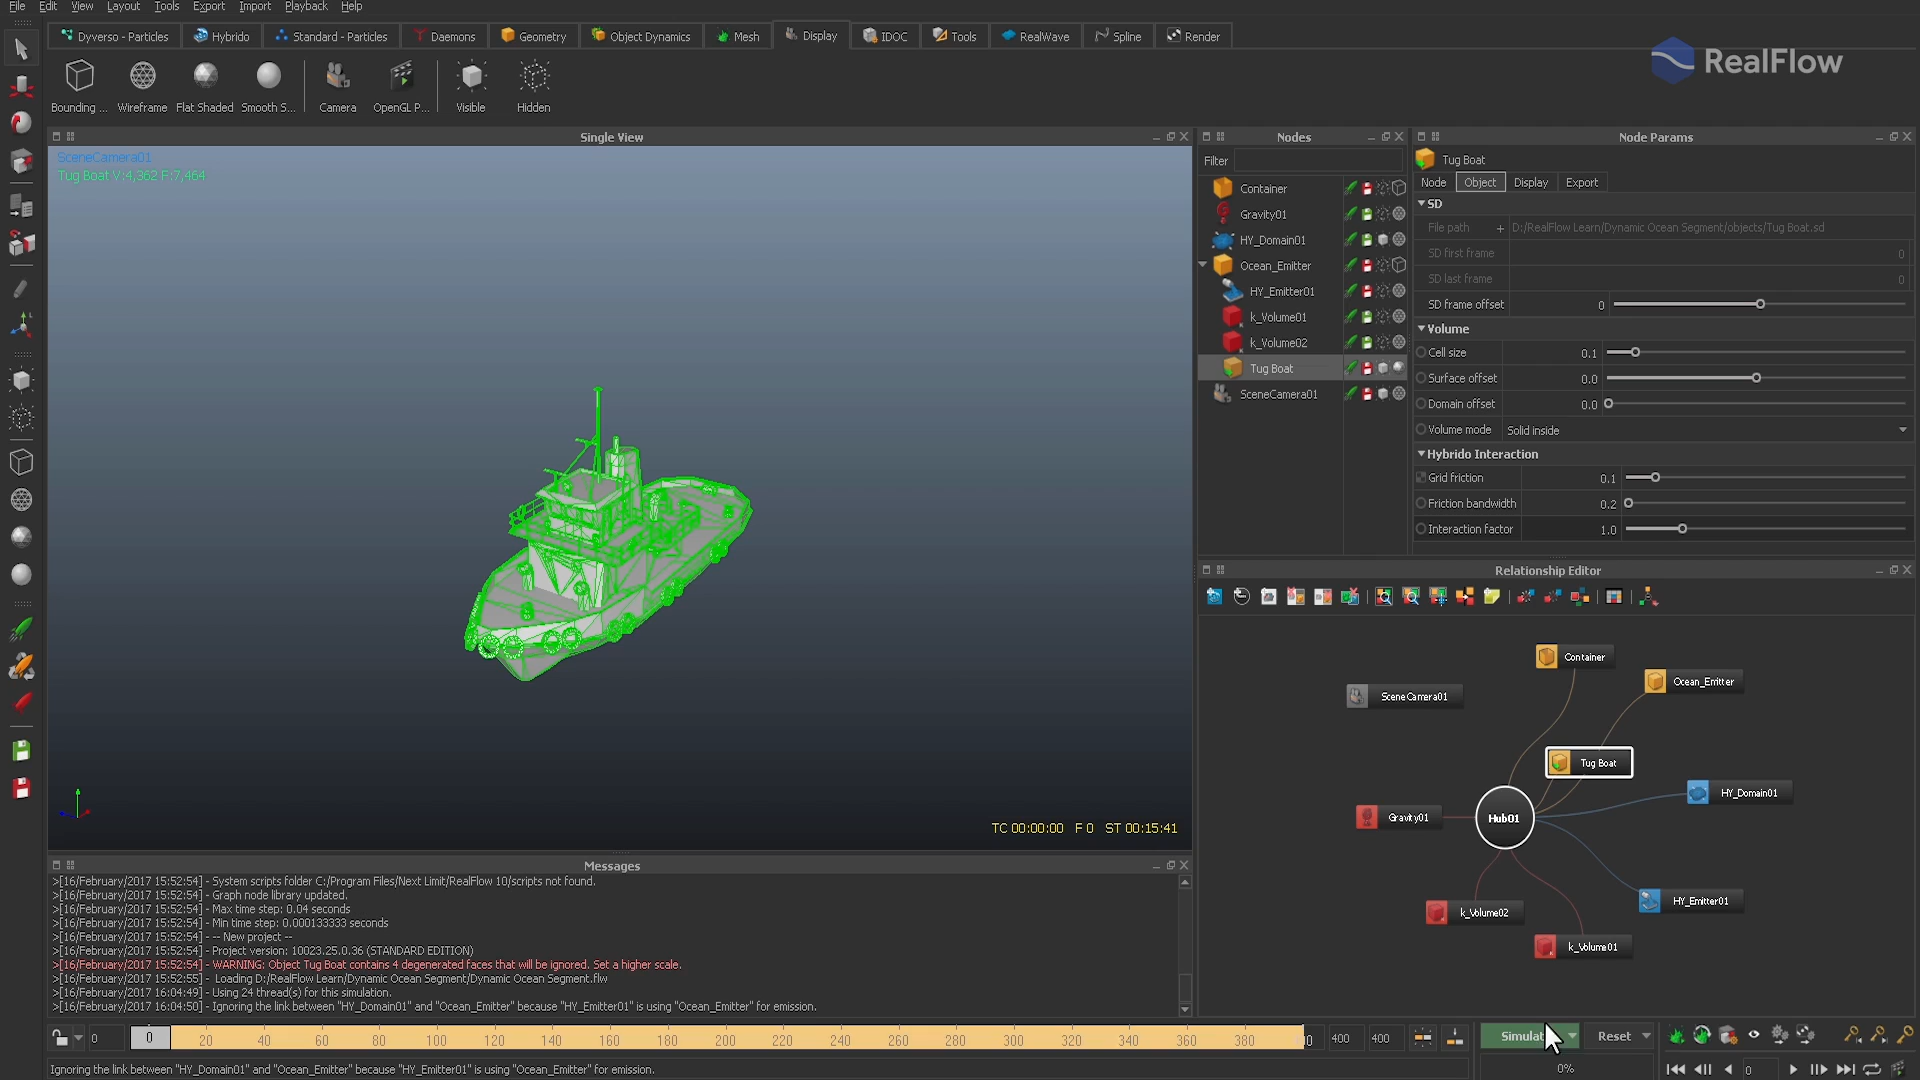 File Edit View Layout Tools Export Import Playback Help
Dyverso - Particles Hybrido Standard - Particles Daemons Geometry Object Dynamics Mesh Display IDOC Tools RealWave Spline Render
RealFlow
Bounding ... Wireframe Flat Shaded Smooth S... Camera OpenGL P... Visible Hidden
Single View
SceneCamera01
Tug Boat V:4,362 F:7,464
TC 00:00:00 F 0 ST 00:15:41
Nodes
Filter
Container
Gravity01
HY_Domain01
Ocean_Emitter
HY_Emitter01
k_Volume01
k_Volume02
Tug Boat
SceneCamera01
Node Params
Tug Boat
Node Object Display Export
SD
File path + D:/RealFlow Learn/Dynamic Ocean Segment/objects/Tug Boat.sd
SD first frame 0
SD last frame 0
SD frame offset 0
Volume
Cell size 0.1
Surface offset 0.0
Domain offset 0.0
Volume mode Solid inside
Hybrido Interaction
Grid friction 0.1
Friction bandwidth 0.2
Interaction factor 1.0
Relationship Editor
Container
Ocean_Emitter
SceneCamera01
Tug Boat
HY_Domain01
Gravity01
Hub01
HY_Emitter01
k_Volume02
k_Volume01
Messages
>[16/February/2017 15:52:54] - System scripts folder C:/Program Files/Next Limit/RealFlow 10/scripts not found.
>[16/February/2017 15:52:54] - Graph node library updated.
>[16/February/2017 15:52:54] - Max time step: 0.04 seconds
>[16/February/2017 15:52:54] - Min time step: 0.000133333 seconds
>[16/February/2017 15:52:54] - -- New project --
>[16/February/2017 15:52:54] - Project version: 10023.25.0.36 (STANDARD EDITION)
>[16/February/2017 15:52:54] - WARNING: Object Tug Boat contains 4 degenerated faces that will be ignored. Set a higher scale.
>[16/February/2017 15:52:55] - Loading D:/RealFlow Learn/Dynamic Ocean Segment/Dynamic Ocean Segment.flw
>[16/February/2017 16:04:49] - Using 24 thread(s) for this simulation.
>[16/February/2017 16:04:50] - Ignoring the link between "HY_Domain01" and "Ocean_Emitter" because "HY_Emitter01" is using "Ocean_Emitter" for emission.
0 0 20 40 60 80 100 120 140 160 180 200 220 240 260 280 300 320 340 360 380 400 400
Simulat Reset
Ignoring the link between "HY_Domain01" and "Ocean_Emitter" because "HY_Emitter01" is using "Ocean_Emitter" for emission.
0% 0